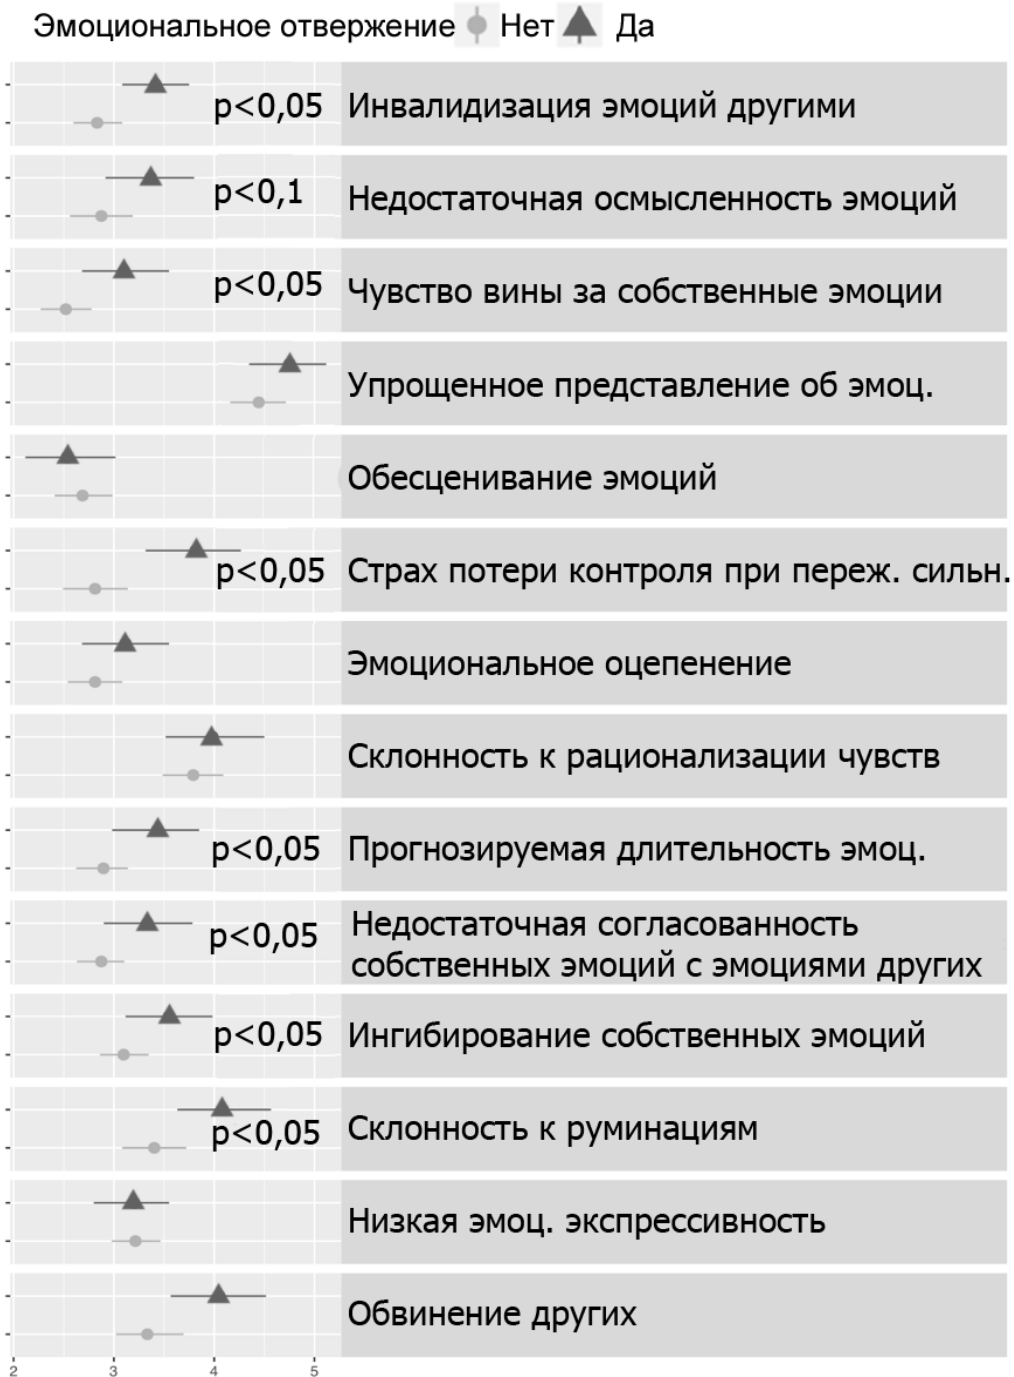 Эмоциональное отвержение Нет Да
p<0,05 Инвалидизация эмоций другими
p<0,1 Недостаточная осмысленность эмоций
p<0,05 Чувство вины за собственные эмоции
Упрощенное представление об эмоц.
Обесценивание эмоций
p<0,05 Страх потери контроля при переж. сильн.
Эмоциональное оцепенение
Склонность к рационализации чувств
p<0,05 Прогнозируемая длительность эмоц.
p<0,05 Недостаточная согласованность
собственных эмоций с эмоциями других
p<0,05 Ингибирование собственных эмоций
p<0,05 Склонность к руминациям
Низкая эмоц. экспрессивность
Обвинение других
2 3 4 5